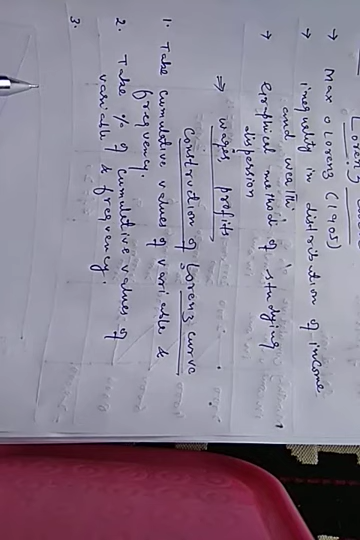 Lorenz
→ Max O Lorenz (1905)
→ inequality in distribution of income
and wealth
→ Graphical method of studying
dispersion
⇒ wages, profits
Construction of Lorenz curve
1. Take cumulative values of variable &
frequency.
2. Take % of cumulative values of
variable & frequency.
3.